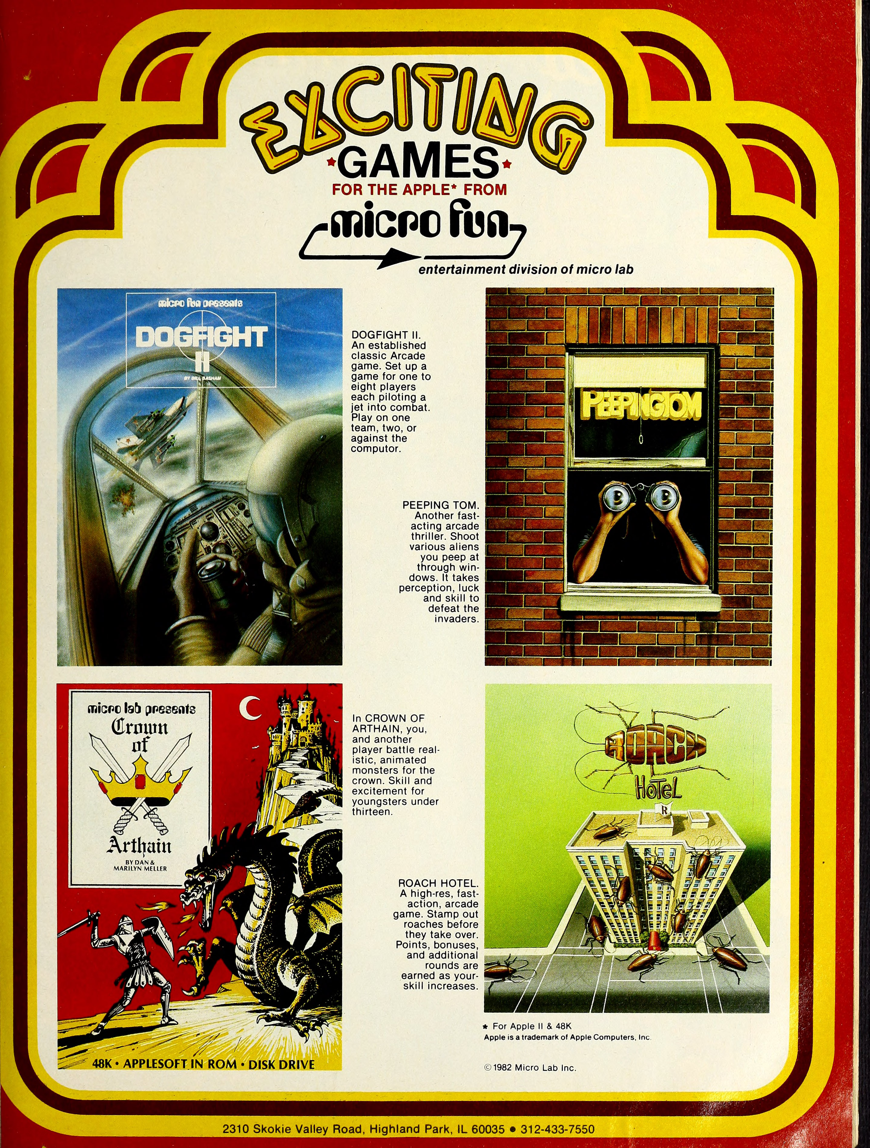 EXCITING
*GAMES*
FOR THE APPLE* FROM
micro fun
entertainment division of micro lab
micro fun presents
DOGFIGHT
II
BY BILL BASHAM
DOGFIGHT II.
An established
classic Arcade
game. Set up a
game for one to
eight players
each piloting a
jet into combat.
Play on one
team, two, or
against the
computor.
PEEPING TOM
PEEPING TOM.
Another fast-
acting arcade
thriller. Shoot
various aliens
you peep at
through win-
dows. It takes
perception, luck
and skill to
defeat the
invaders.
micro lab presents
Crown
of
Arthain
BY DAN &
MARILYN MELLER
48K • APPLESOFT IN ROM • DISK DRIVE
In CROWN OF
ARTHAIN, you,
and another
player battle real-
istic, animated
monsters for the
crown. Skill and
excitement for
youngsters under
thirteen.
ROACH
HOTEL
R
ROACH HOTEL.
A high-res, fast-
action, arcade
game. Stamp out
roaches before
they take over.
Points, bonuses,
and additional
rounds are
earned as your-
skill increases.
* For Apple II & 48K
Apple is a trademark of Apple Computers, Inc.
©1982 Micro Lab Inc.
2310 Skokie Valley Road, Highland Park, IL 60035 • 312-433-7550